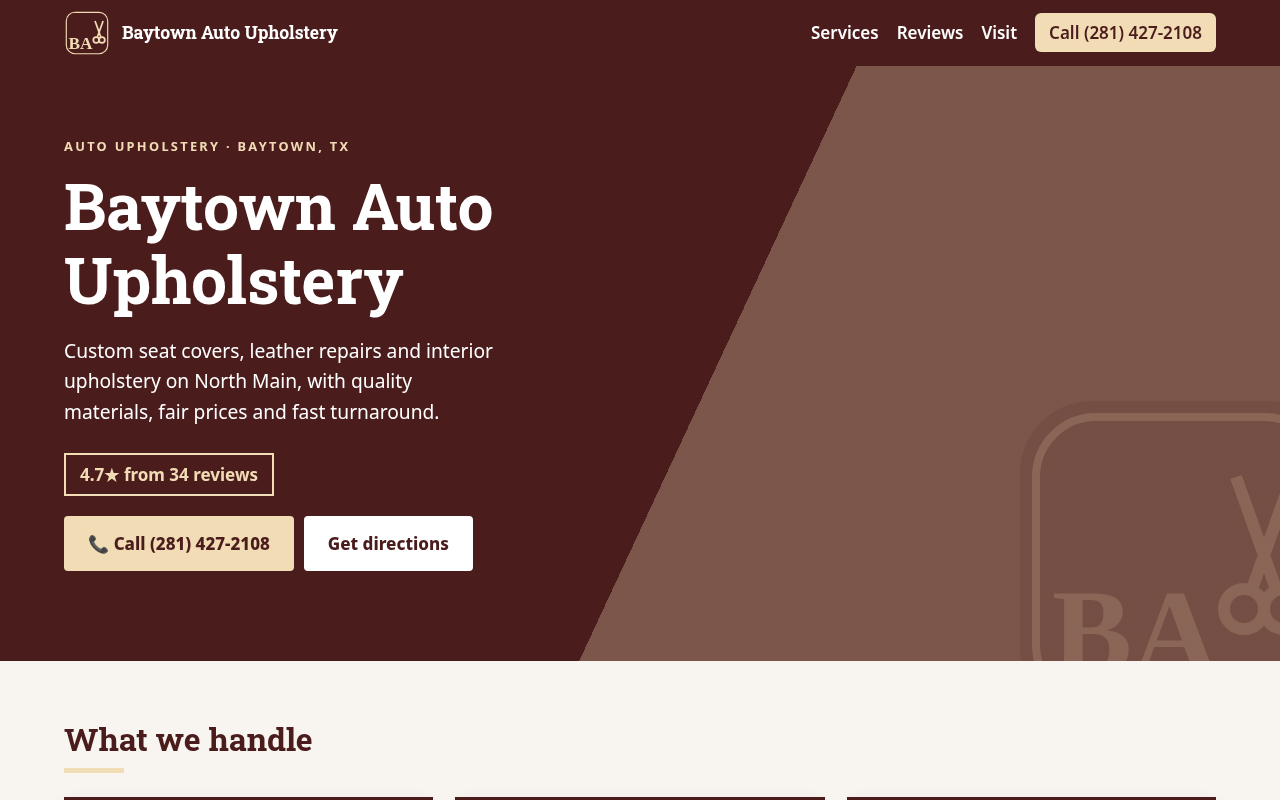 BA
Baytown Auto Upholstery
Services
Reviews
Visit
Call (281) 427-2108
AUTO UPHOLSTERY · BAYTOWN, TX
Baytown Auto
Upholstery
Custom seat covers, leather repairs and interior
upholstery on North Main, with quality
materials, fair prices and fast turnaround.
4.7★ from 34 reviews
📞 Call (281) 427-2108
Get directions
BA
What we handle